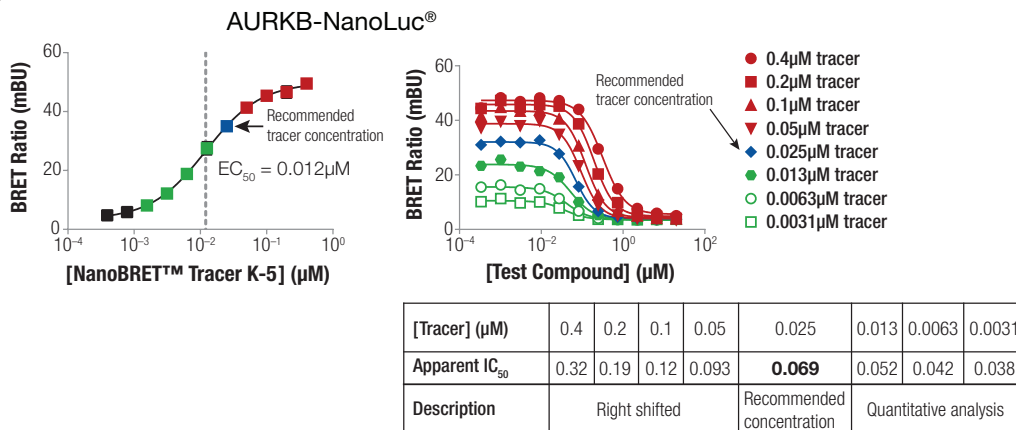 AURKB-NanoLuc®
BRET Ratio (mBU)
60
40
20
0
10⁻⁴ 10⁻³ 10⁻² 10⁻¹ 10⁰
[NanoBRET™ Tracer K-5] (μM)
Recommended
tracer concentration
EC₅₀ = 0.012μM
BRET Ratio (mBU)
60
40
20
0
10⁻⁴ 10⁻² 10⁰ 10²
[Test Compound] (μM)
Recommended
tracer concentration
0.4μM tracer
0.2μM tracer
0.1μM tracer
0.05μM tracer
0.025μM tracer
0.013μM tracer
0.0063μM tracer
0.0031μM tracer
[Tracer] (μM) 0.4 0.2 0.1 0.05 0.025 0.013 0.0063 0.0031
Apparent IC₅₀ 0.32 0.19 0.12 0.093 0.069 0.052 0.042 0.038
Description Right shifted Recommended concentration Quantitative analysis